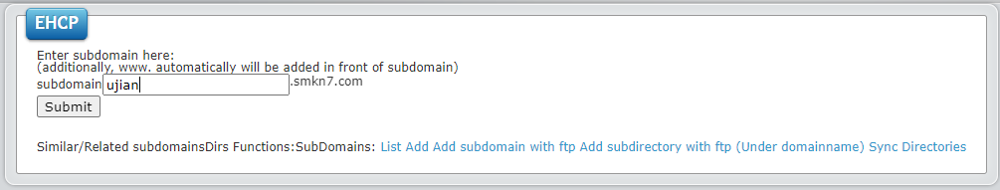 EHCP
Enter subdomain here:
(additionally, www. automatically will be added in front of subdomain)
subdomain ujian .smkn7.com
Submit
Similar/Related subdomainsDirs Functions:SubDomains: List Add Add subdomain with ftp Add subdirectory with ftp (Under domainname) Sync Directories